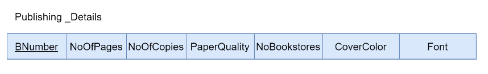 Publishing _Details
BNumber NoOfPages NoOfCopies PaperQuality NoBookstores CoverColor Font